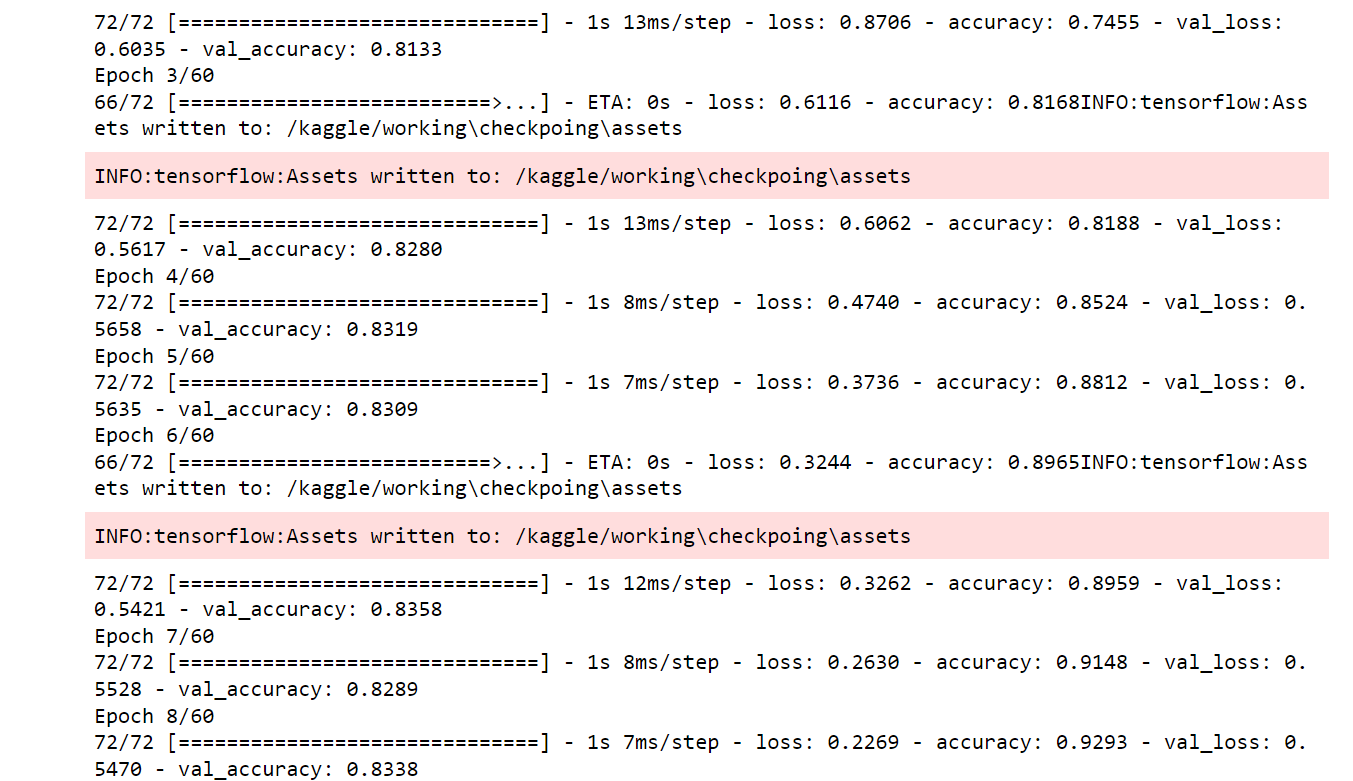 72/72 [==============================] - 1s 13ms/step - loss: 0.8706 - accuracy: 0.7455 - val_loss:
0.6035 - val_accuracy: 0.8133
Epoch 3/60
66/72 [==========================>...] - ETA: 0s - loss: 0.6116 - accuracy: 0.8168INFO:tensorflow:Ass
ets written to: /kaggle/working\checkpoing\assets
INFO:tensorflow:Assets written to: /kaggle/working\checkpoing\assets
72/72 [==============================] - 1s 13ms/step - loss: 0.6062 - accuracy: 0.8188 - val_loss:
0.5617 - val_accuracy: 0.8280
Epoch 4/60
72/72 [==============================] - 1s 8ms/step - loss: 0.4740 - accuracy: 0.8524 - val_loss: 0.
5658 - val_accuracy: 0.8319
Epoch 5/60
72/72 [==============================] - 1s 7ms/step - loss: 0.3736 - accuracy: 0.8812 - val_loss: 0.
5635 - val_accuracy: 0.8309
Epoch 6/60
66/72 [==========================>...] - ETA: 0s - loss: 0.3244 - accuracy: 0.8965INFO:tensorflow:Ass
ets written to: /kaggle/working\checkpoing\assets
INFO:tensorflow:Assets written to: /kaggle/working\checkpoing\assets
72/72 [==============================] - 1s 12ms/step - loss: 0.3262 - accuracy: 0.8959 - val_loss:
0.5421 - val_accuracy: 0.8358
Epoch 7/60
72/72 [==============================] - 1s 8ms/step - loss: 0.2630 - accuracy: 0.9148 - val_loss: 0.
5528 - val_accuracy: 0.8289
Epoch 8/60
72/72 [==============================] - 1s 7ms/step - loss: 0.2269 - accuracy: 0.9293 - val_loss: 0.
5470 - val_accuracy: 0.8338